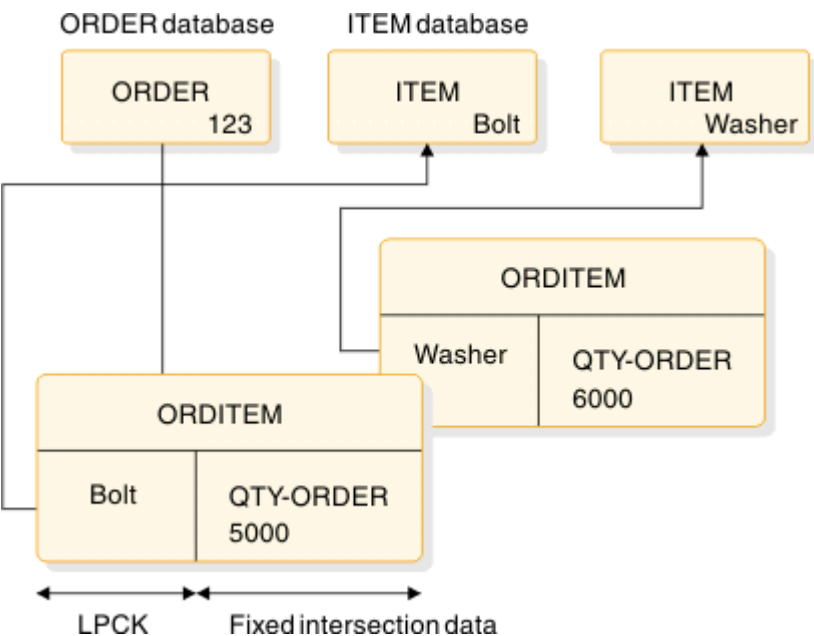 ORDER database
ITEM database
ORDER
123
ITEM
Bolt
ITEM
Washer
ORDITEM
Washer
QTY-ORDER
6000
ORDITEM
Bolt
QTY-ORDER
5000
LPCK
Fixed intersection data